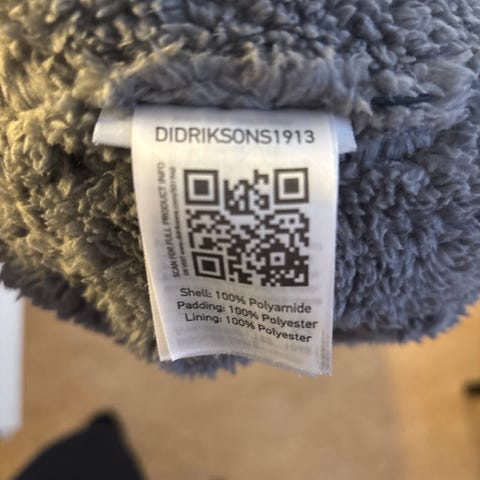 DIDRIKSONS1913
SCAN FOR FULL PRODUCT INFO
Shell: 100% Polyamide
Padding: 100% Polyester
Lining: 100% Polyester